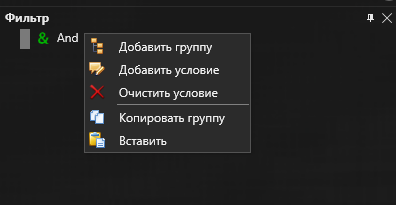 Фильтр
& And
Добавить группу
Добавить условие
Очистить условие
Копировать группу
Вставить